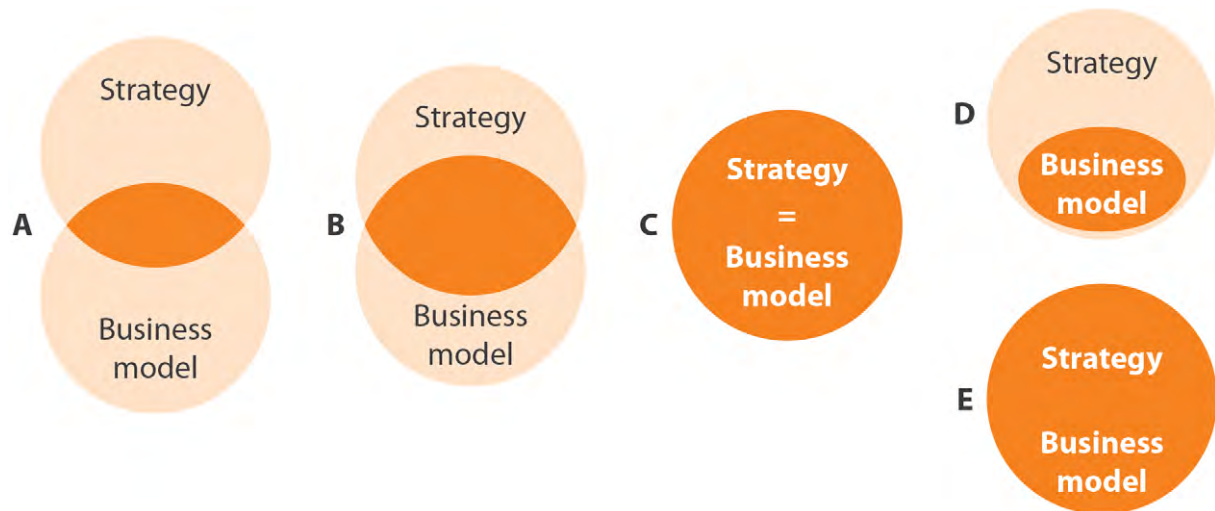 A
Strategy
Business
model
B
Strategy
Business
model
C
Strategy
=
Business
model
D
Strategy
Business
model
E
Strategy
Business
model